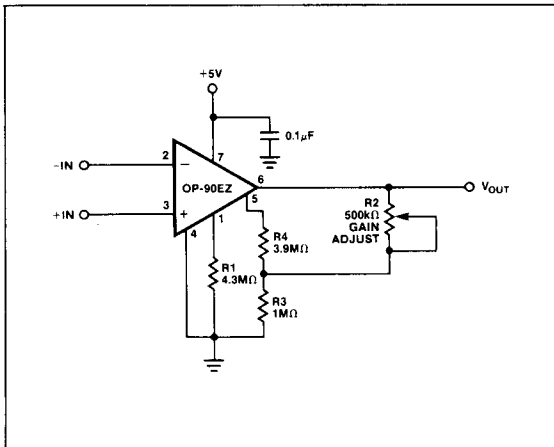 +5V
0.1µF
-IN
2
−
7
OP-90EZ
6
VOUT
+IN
3
+
4
1
5
R2
500kΩ
GAIN
ADJUST
R4
3.9MΩ
R1
4.3MΩ
R3
1MΩ